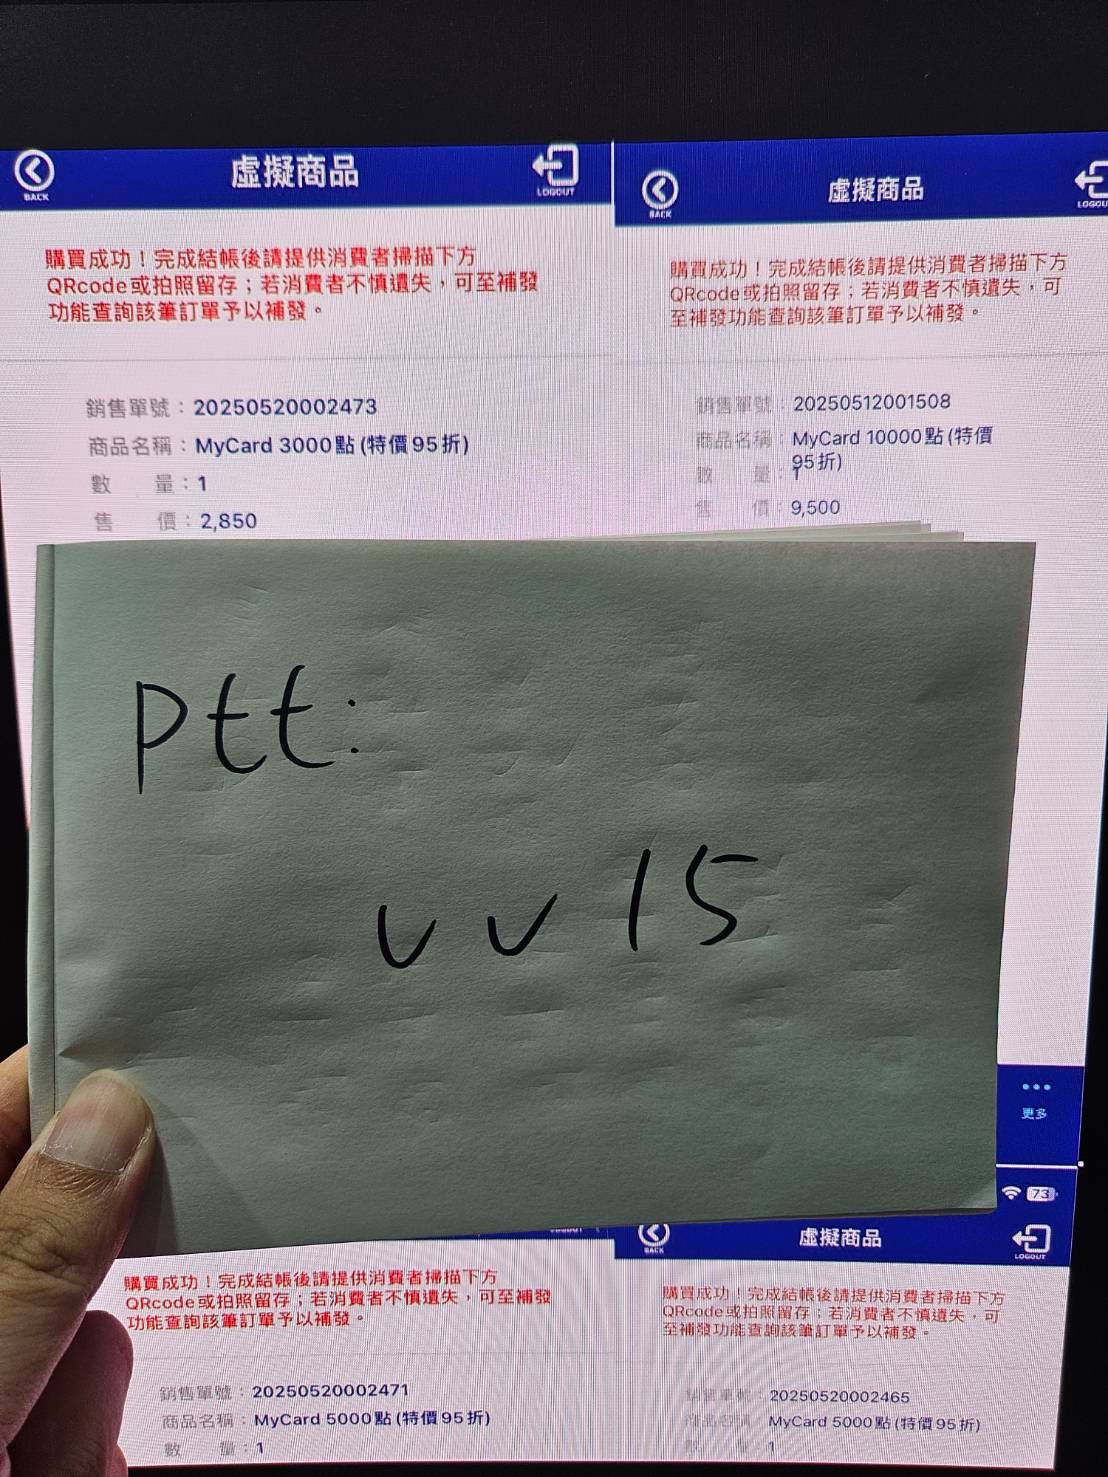 虛擬商品
BACK
LOGOUT
購買成功！完成結帳後請提供消費者掃描下方
QRcode或拍照留存；若消費者不慎遺失，可至補發
功能查詢該筆訂單予以補發。
銷售單號：20250520002473
商品名稱：MyCard 3000點 (特價95折)
數　量：1
售　價：2,850
虛擬商品
BACK
LOGOU
購買成功！完成結帳後請提供消費者掃描下方
QRcode或拍照留存；若消費者不慎遺失，可
至補發功能查詢該筆訂單予以補發。
銷售單號：20250512001508
商品名稱：MyCard 10000點 (特價
95折)
數　量：1
售　價：9,500
ptt:
vv15
更多
73
購買成功！完成結帳後請提供消費者掃描下方
QRcode或拍照留存；若消費者不慎遺失，可至補發
功能查詢該筆訂單予以補發。
銷售單號：20250520002471
商品名稱：MyCard 5000點 (特價95折)
數　量：1
虛擬商品
BACK
LOGOUT
購買成功！完成結帳後請提供消費者掃描下方
QRcode或拍照留存；若消費者不慎遺失，可
至補發功能查詢該筆訂單予以補發。
銷售單號：20250520002465
商品名稱：MyCard 5000點 (特價95折)
數　量：1